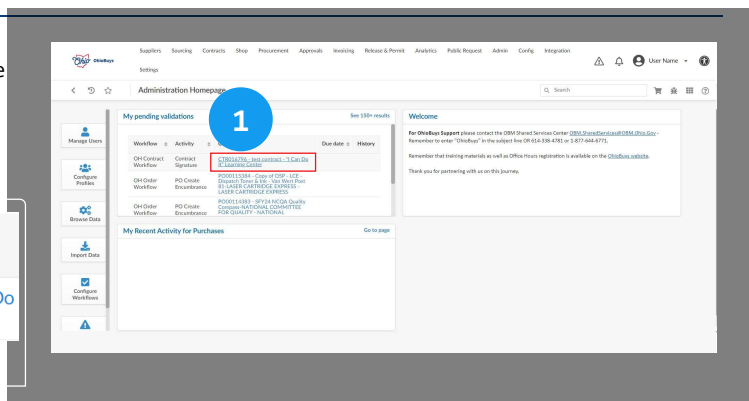 e
Suppliers Sourcing Contracts Shop Procurement Approvals Invoicing Release & Permit Analytics Public Request Admin Config Integration
Ohio OhioBuys
User Name
Settings
Administration Homepage
Search
My pending validations
See 150+ results
1
Workflow Activity Due date History
OH Contract Workflow
Contract Signature
CTR016796 - test contract - "I Can Do It" Learning Center
OH Order Workflow
PO Create Encumbrance
PO00115384 - Copy of OSP - LCE - Dispatch Toner & Ink - Van Wert Post 81-LASER CARTRIDGE EXPRESS - LASER CARTRIDGE EXPRESS
OH Order Workflow
PO Create Encumbrance
PO00114383 - SFY24 NCQA Quality Compass-NATIONAL COMMITTEE FOR QUALITY - NATIONAL
Welcome
For OhioBuys Support please contact the OBM Shared Services Center OBM.SharedServices@OBM.Ohio.Gov -
Remember to enter "OhioBuys" in the subject line OR 614-338-4781 or 1-877-644-6771.
Remember that training materials as well as Office Hours registration is available on the OhioBuys website.
Thank you for partnering with us on this journey.
Manage Users
Configure Profiles
Browse Data
Import Data
Configure Workflows
My Recent Activity for Purchases
Go to page
Do